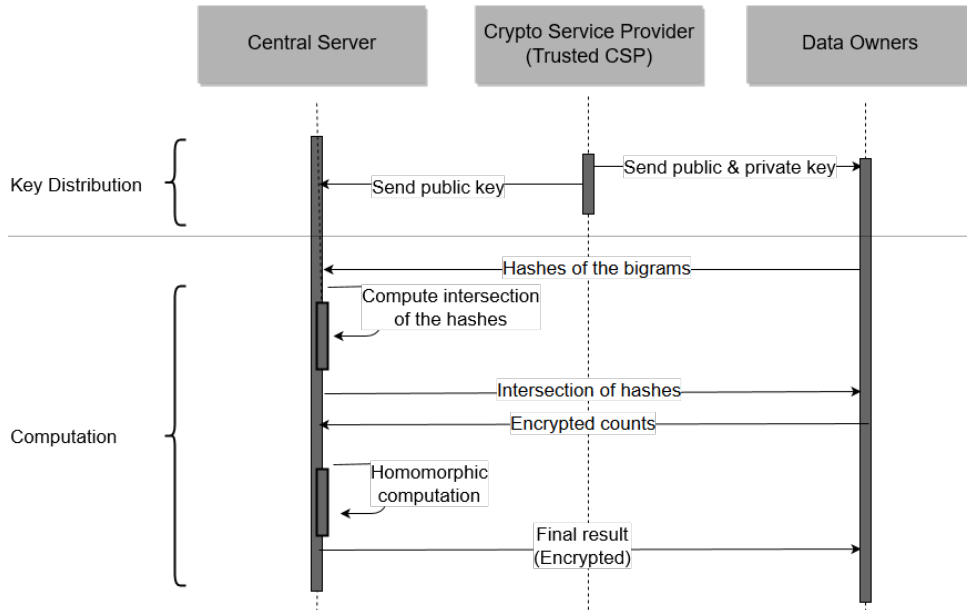 Central Server
Crypto Service Provider
(Trusted CSP)
Data Owners
Key Distribution
Send public & private key
Send public key
Hashes of the bigrams
Compute intersection
of the hashes
Intersection of hashes
Computation
Encrypted counts
Homomorphic
computation
Final result
(Encrypted)